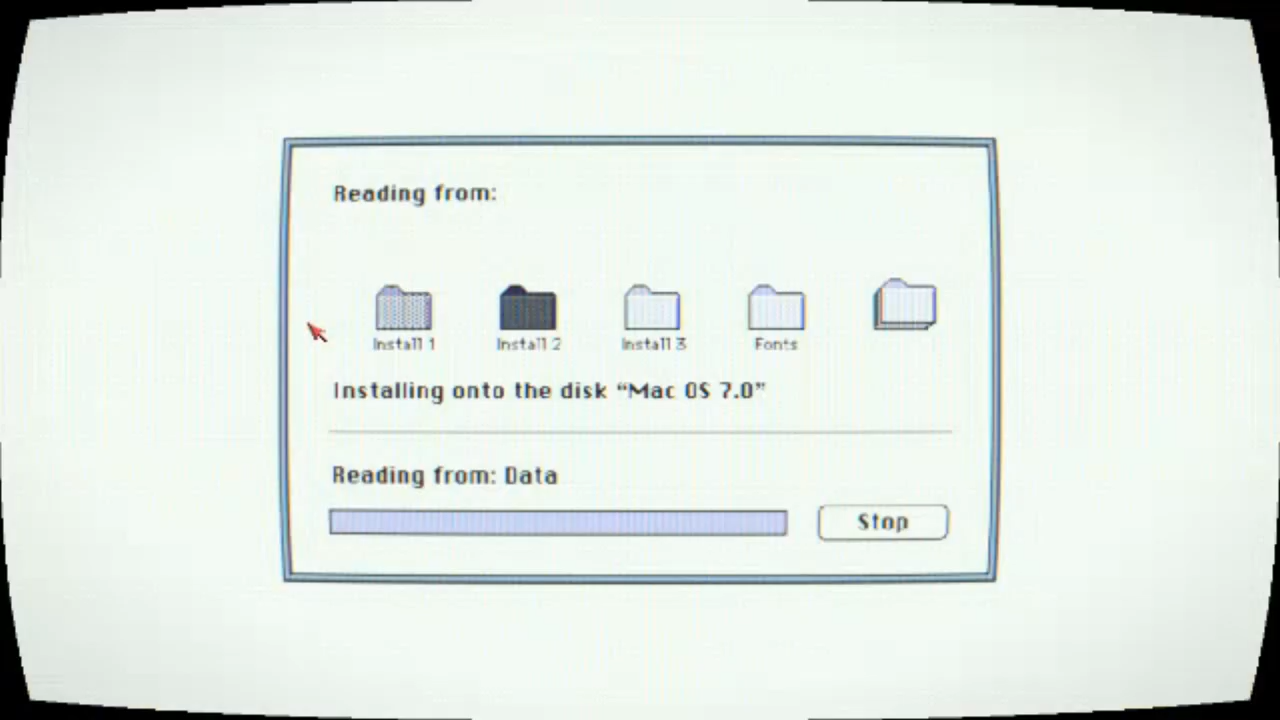 Reading from:
Install 1 Install 2 Install 3 Fonts
Installing onto the disk “Mac OS 7.0”
Reading from: Data
Stop